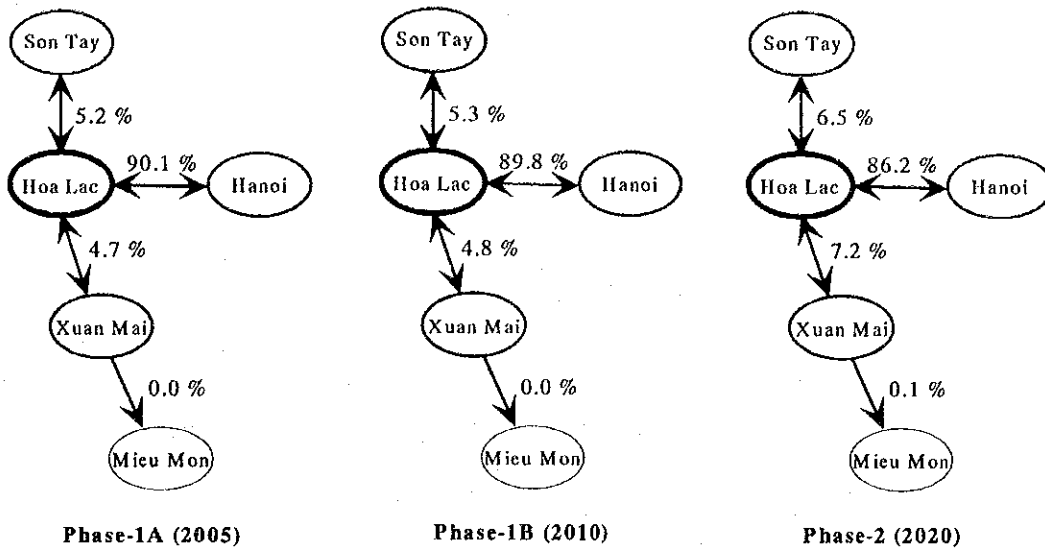 Son Tay
5.2 %
Hoa Lac
90.1 %
Hanoi
4.7 %
Xuan Mai
0.0 %
Mieu Mon
Phase-1A (2005)
Son Tay
5.3 %
Hoa Lac
89.8 %
Hanoi
4.8 %
Xuan Mai
0.0 %
Mieu Mon
Phase-1B (2010)
Son Tay
6.5 %
Hoa Lac
86.2 %
Hanoi
7.2 %
Xuan Mai
0.1 %
Mieu Mon
Phase-2 (2020)